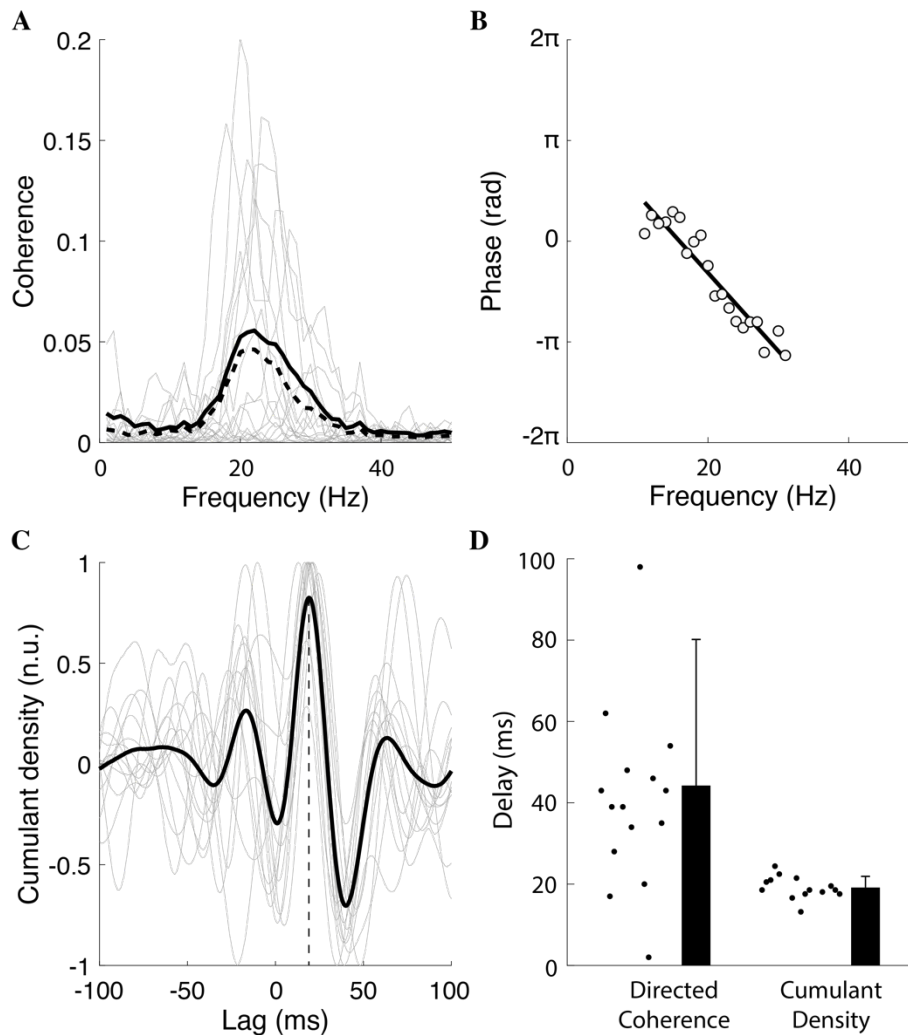 A
0.2
0.15
0.1
0.05
0
0
20
40
Coherence
Frequency (Hz)
B
2π
π
0
-π
-2π
0
20
40
Phase (rad)
Frequency (Hz)
C
1
0.5
0
-0.5
-1
-100
-50
0
50
100
Cumulant density (n.u.)
Lag (ms)
D
100
80
60
40
20
0
Delay (ms)
Directed
Coherence
Cumulant
Density